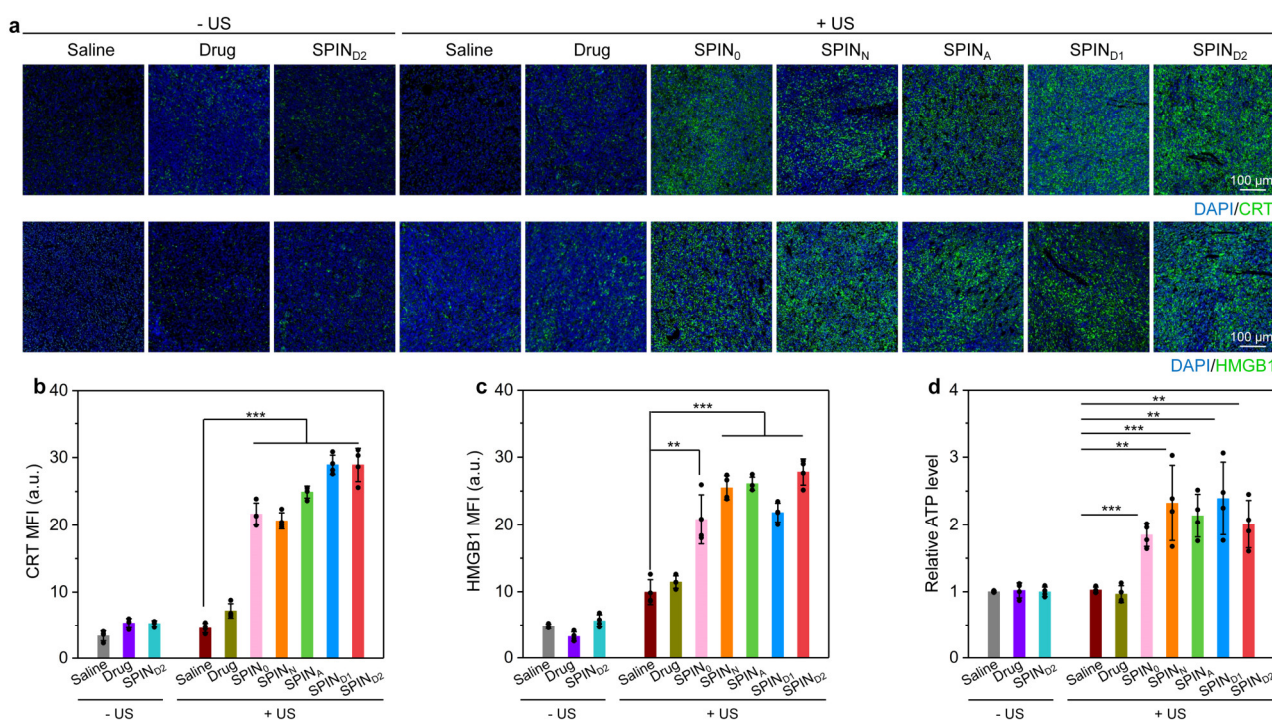 a
- US
+ US
Saline Drug SPIN_D2 Saline Drug SPIN_0 SPIN_N SPIN_A SPIN_D1 SPIN_D2
100 µm
DAPI/CRT
100 µm
DAPI/HMGB1
b
CRT MFI (a.u.)
40
30
20
10
0
***
Saline Drug SPIN_D2 Saline Drug SPIN_0 SPIN_N SPIN_A SPIN_D1 SPIN_D2
- US + US
c
HMGB1 MFI (a.u.)
40
30
20
10
0
***
**
Saline Drug SPIN_D2 Saline Drug SPIN_0 SPIN_N SPIN_A SPIN_D1 SPIN_D2
- US + US
d
Relative ATP level
4
3
2
1
0
**
**
***
**
***
Saline Drug SPIN_D2 Saline Drug SPIN_0 SPIN_N SPIN_A SPIN_D1 SPIN_D2
- US + US